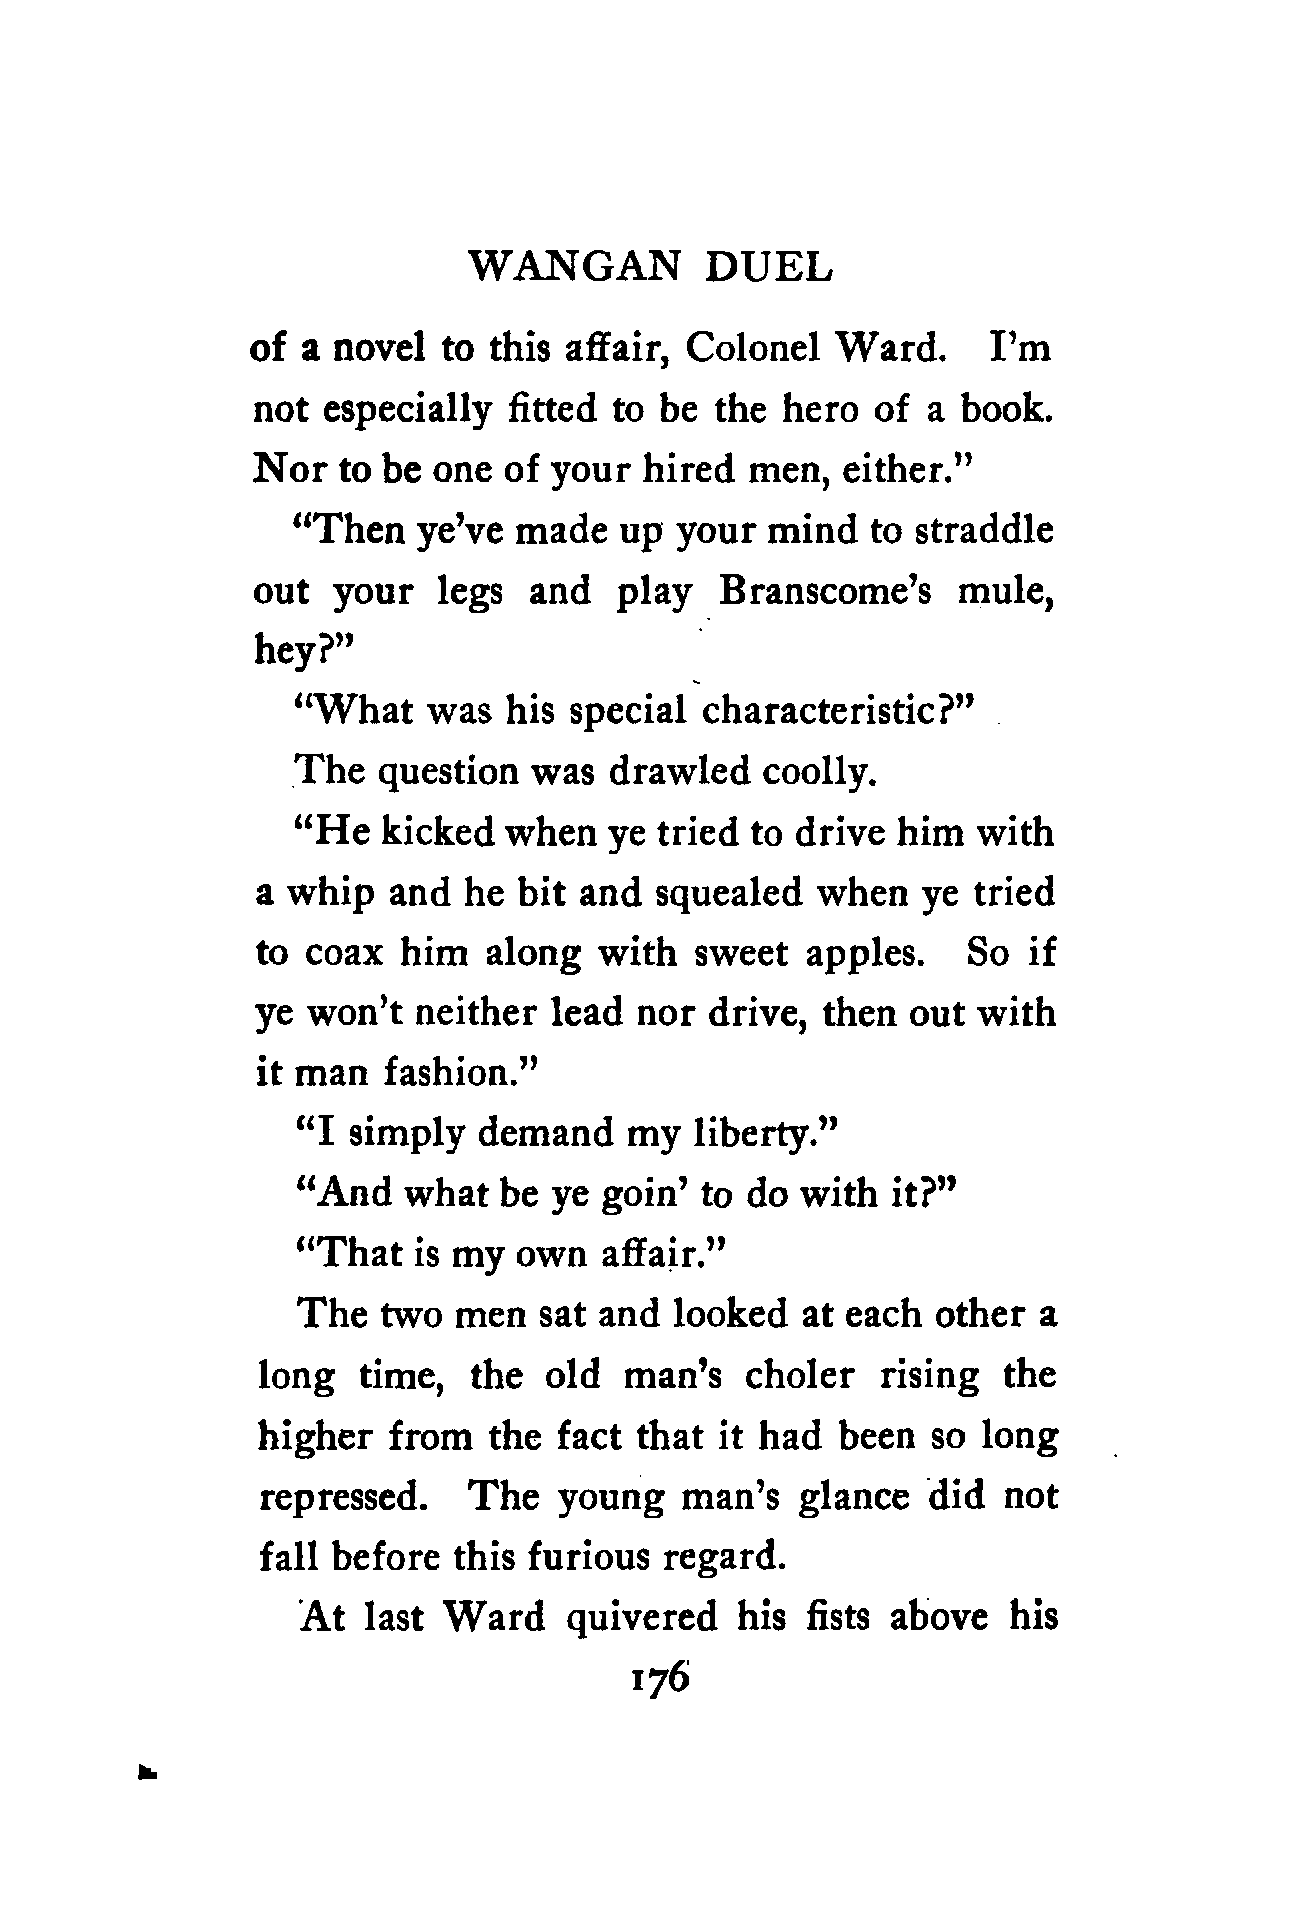 WANGAN DUEL
of a novel to this affair, Colonel Ward. I’m
not especially fitted to be the hero of a book.
Nor to be one of your hired men, either.”
“Then ye’ve made up your mind to straddle
out your legs and play Branscome’s mule,
hey?”
“What was his special characteristic?”
The question was drawled coolly.
“He kicked when ye tried to drive him with
a whip and he bit and squealed when ye tried
to coax him along with sweet apples. So if
ye won’t neither lead nor drive, then out with
it man fashion.”
“I simply demand my liberty.”
“And what be ye goin’ to do with it?”
“That is my own affair.”
The two men sat and looked at each other a
long time, the old man’s choler rising the
higher from the fact that it had been so long
repressed. The young man’s glance did not
fall before this furious regard.
At last Ward quivered his fists above his
176